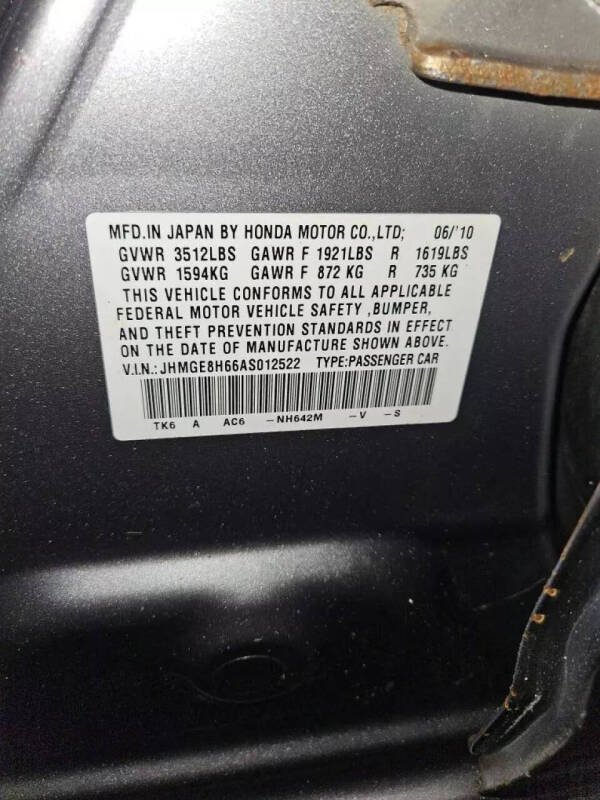 MFD.IN JAPAN BY HONDA MOTOR CO.,LTD; 06/'10
GVWR 3512LBS GAWR F 1921LBS R 1619LBS
GVWR 1594KG GAWR F 872 KG R 735 KG
THIS VEHICLE CONFORMS TO ALL APPLICABLE
FEDERAL MOTOR VEHICLE SAFETY ,BUMPER,
AND THEFT PREVENTION STANDARDS IN EFFECT
ON THE DATE OF MANUFACTURE SHOWN ABOVE.
V.I.N.:JHMGE8H66AS012522 TYPE:PASSENGER CAR
TK6 A AC6 -NH642M -V -S